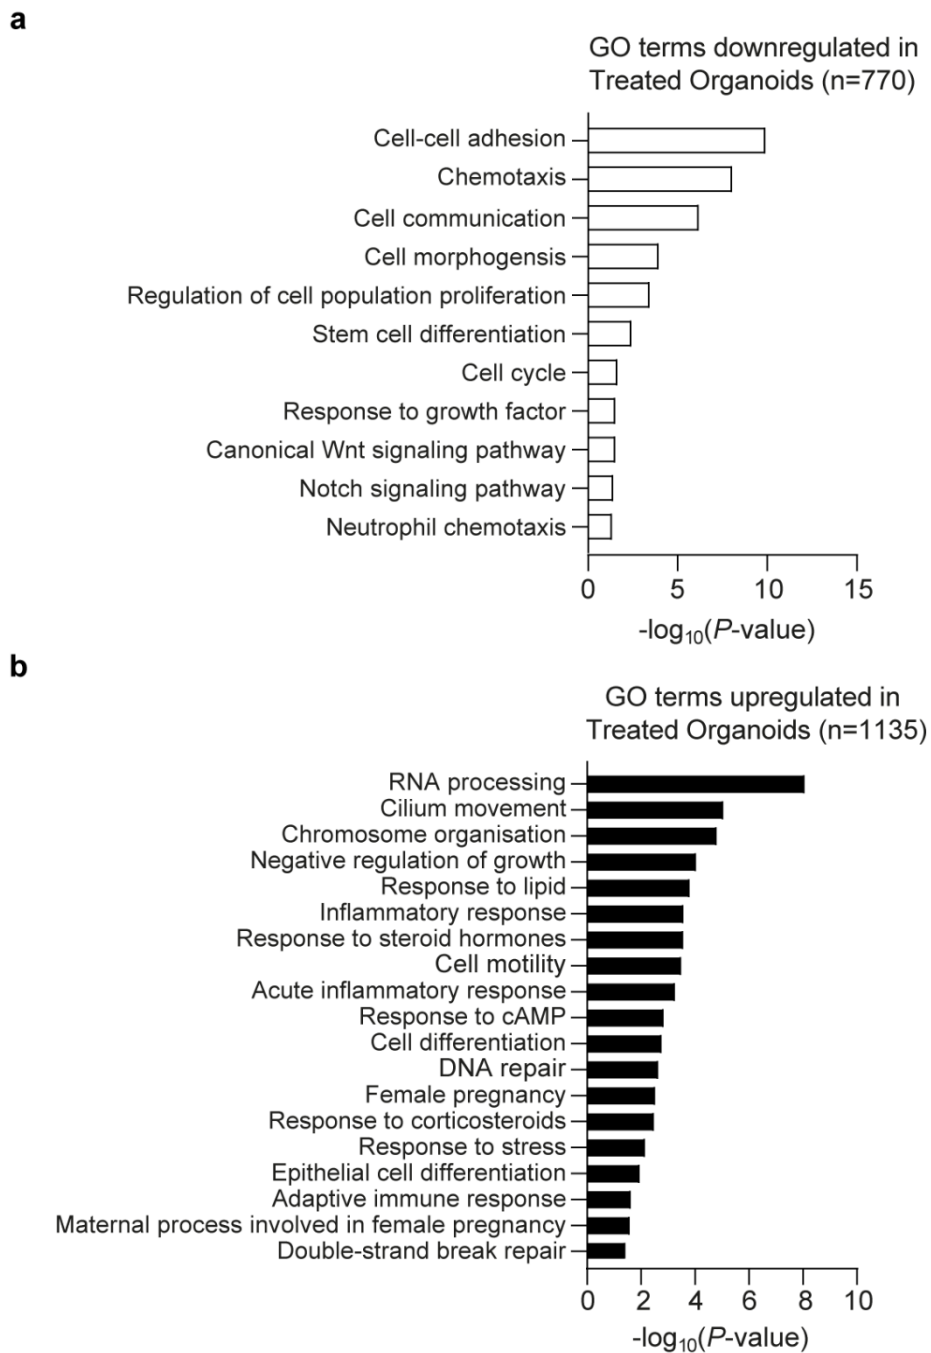 a
GO terms downregulated in
Treated Organoids (n=770)
Cell-cell adhesion
Chemotaxis
Cell communication
Cell morphogensis
Regulation of cell population proliferation
Stem cell differentiation
Cell cycle
Response to growth factor
Canonical Wnt signaling pathway
Notch signaling pathway
Neutrophil chemotaxis
0 5 10 15
-log10(P-value)
b
GO terms upregulated in
Treated Organoids (n=1135)
RNA processing
Cilium movement
Chromosome organisation
Negative regulation of growth
Response to lipid
Inflammatory response
Response to steroid hormones
Cell motility
Acute inflammatory response
Response to cAMP
Cell differentiation
DNA repair
Female pregnancy
Response to corticosteroids
Response to stress
Epithelial cell differentiation
Adaptive immune response
Maternal process involved in female pregnancy
Double-strand break repair
0 2 4 6 8 10
-log10(P-value)